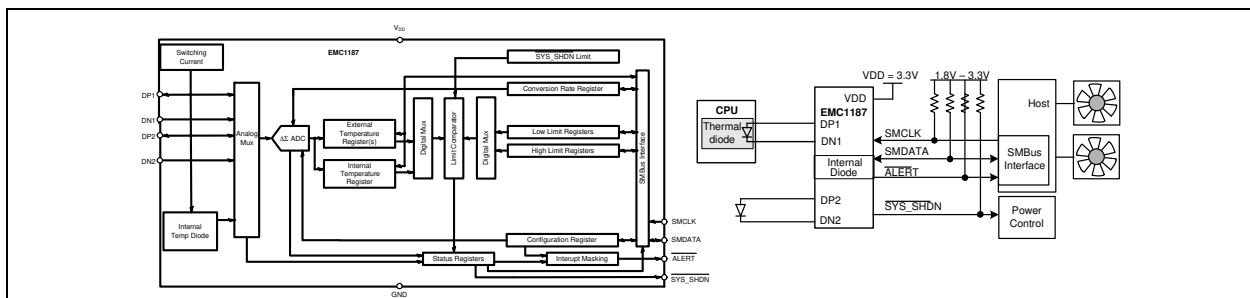 VDD
EMC1187
Switching
Current
SYS_SHDN Limit
Conversion Rate Register
DP1
DN1
DP2
DN2
Analog
Mux
ΔΣ ADC
External
Temperature
Register(s)
Internal
Temperature
Register
Digital Mux
Limit Comparator
Digital Mux
Low Limit Registers
High Limit Registers
SMBus Interface
Internal
Temp Diode
Configuration Register
Status Registers
Interupt Masking
SMCLK
SMDATA
ALERT
SYS_SHDN
GND
VDD = 3.3V
1.8V – 3.3V
CPU
Thermal
diode
VDD
EMC1187
DP1
DN1
Internal
Diode
DP2
DN2
SMCLK
SMDATA
ALERT
SYS_SHDN
Host
SMBus
Interface
Power
Control